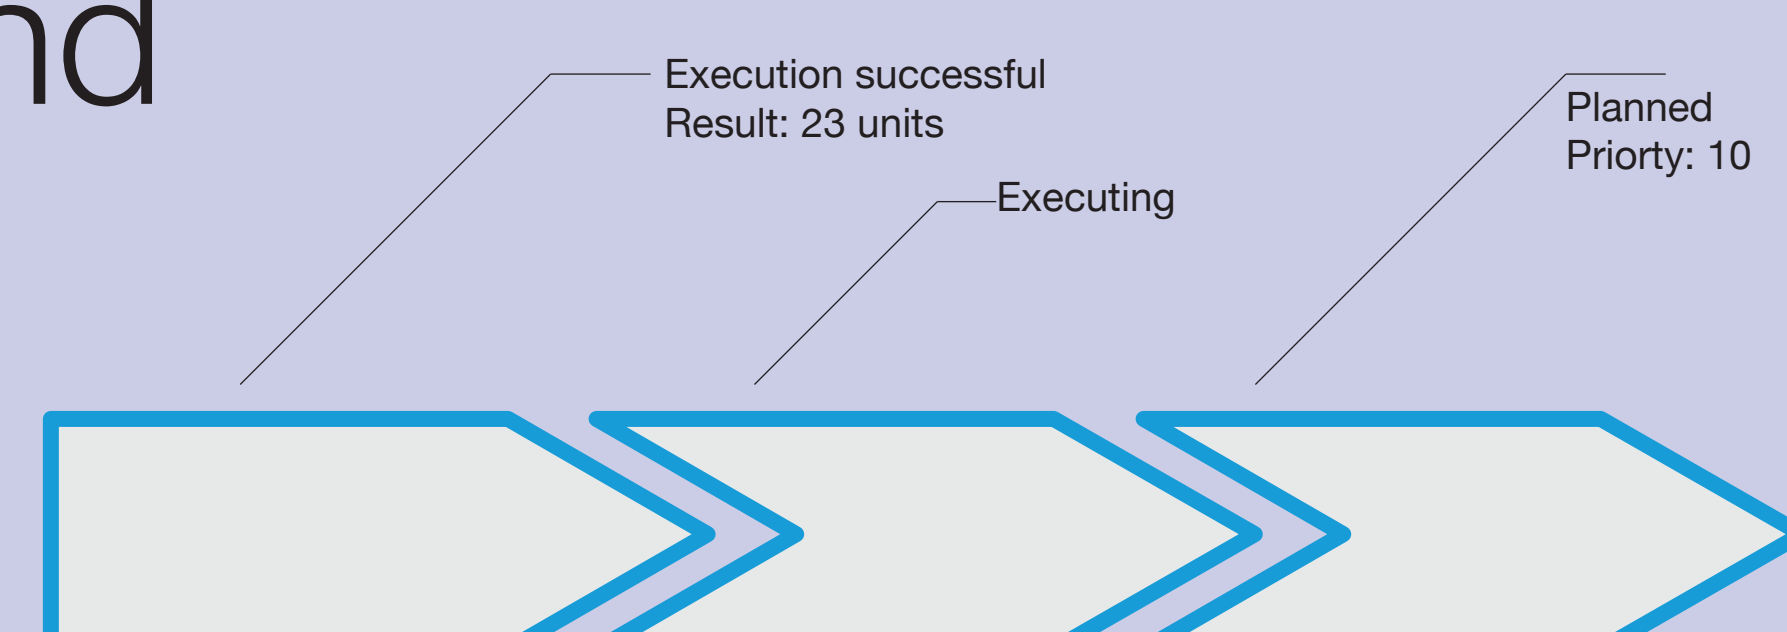 nd
Execution successful
Result: 23 units
Executing
Planned
Priorty: 10